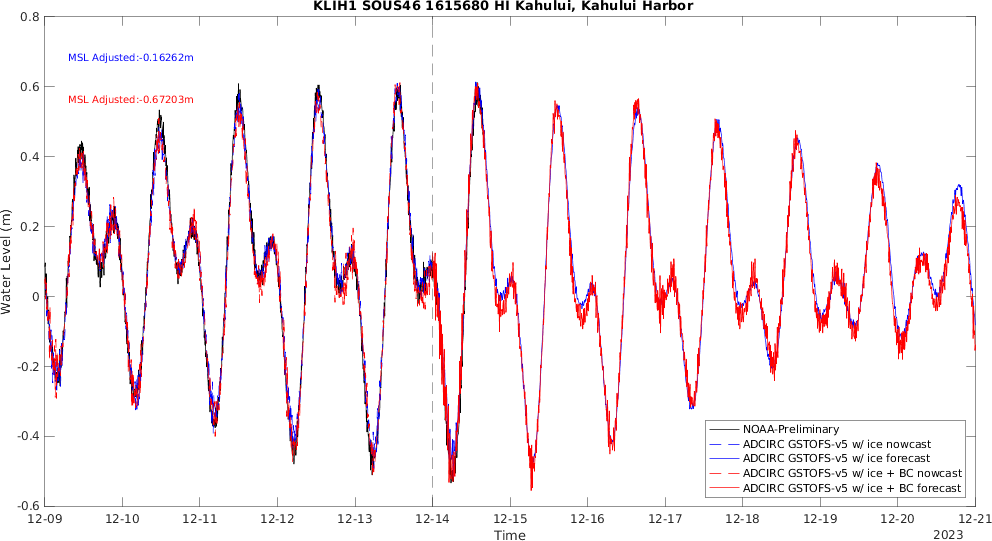 KLIH1 SOUS46 1615680 HI Kahului, Kahului Harbor
0.8
MSL Adjusted:-0.16262m
0.6
MSL Adjusted:-0.67203m
0.4
0.2
Water Level (m)
0
-0.2
-0.4
NOAA-Preliminary
ADCIRC GSTOFS-v5 w/ ice nowcast
ADCIRC GSTOFS-v5 w/ ice forecast
ADCIRC GSTOFS-v5 w/ ice + BC nowcast
ADCIRC GSTOFS-v5 w/ ice + BC forecast
-0.6
12-09 12-10 12-11 12-12 12-13 12-14 12-15 12-16 12-17 12-18 12-19 12-20 12-21
Time
2023